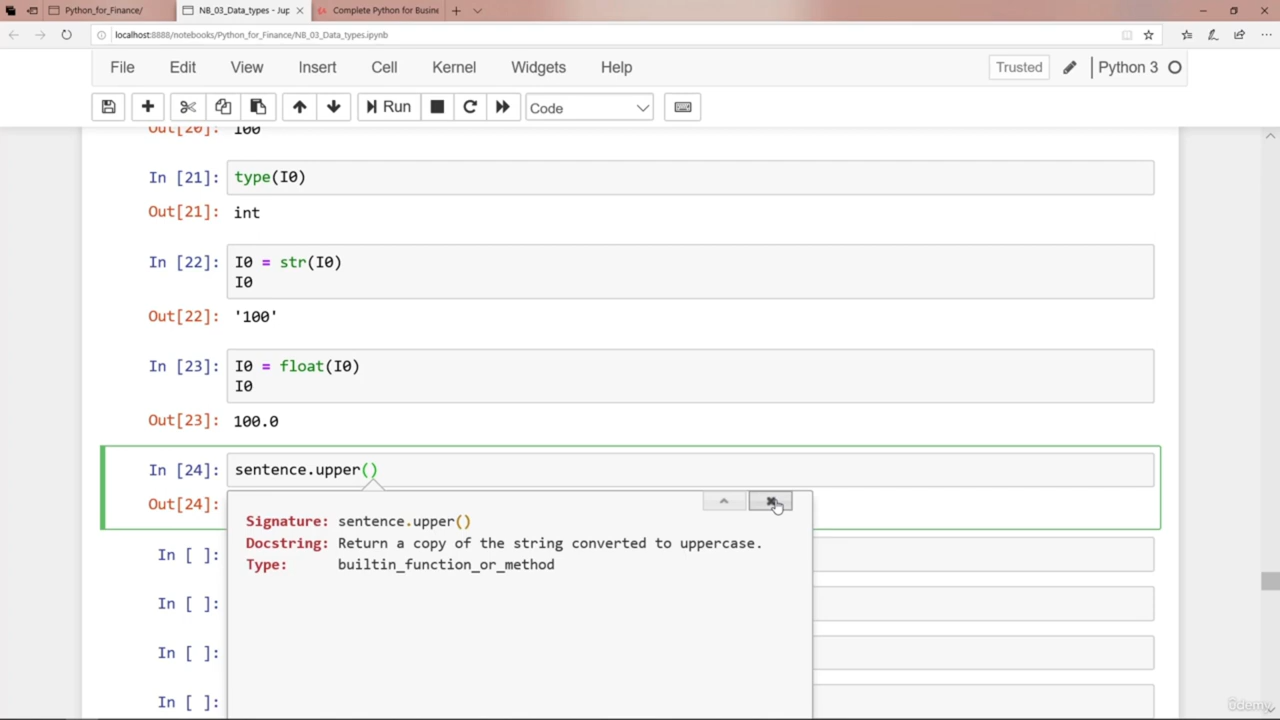 Python_for_Finance/
NB_03_Data_types - Jup
Complete Python for Busine
localhost:8888/notebooks/Python_for_Finance/NB_03_Data_types.ipynb
File Edit View Insert Cell Kernel Widgets Help Trusted Python 3
Run Code
Out[20]: 100
In [21]: type(I0)
Out[21]: int
In [22]: I0 = str(I0)
I0
Out[22]: '100'
In [23]: I0 = float(I0)
I0
Out[23]: 100.0
In [24]: sentence.upper()
Out[24]:
Signature: sentence.upper()
Docstring: Return a copy of the string converted to uppercase.
Type: builtin_function_or_method
In [ ]:
In [ ]:
In [ ]:
In [ ]:
Udemy